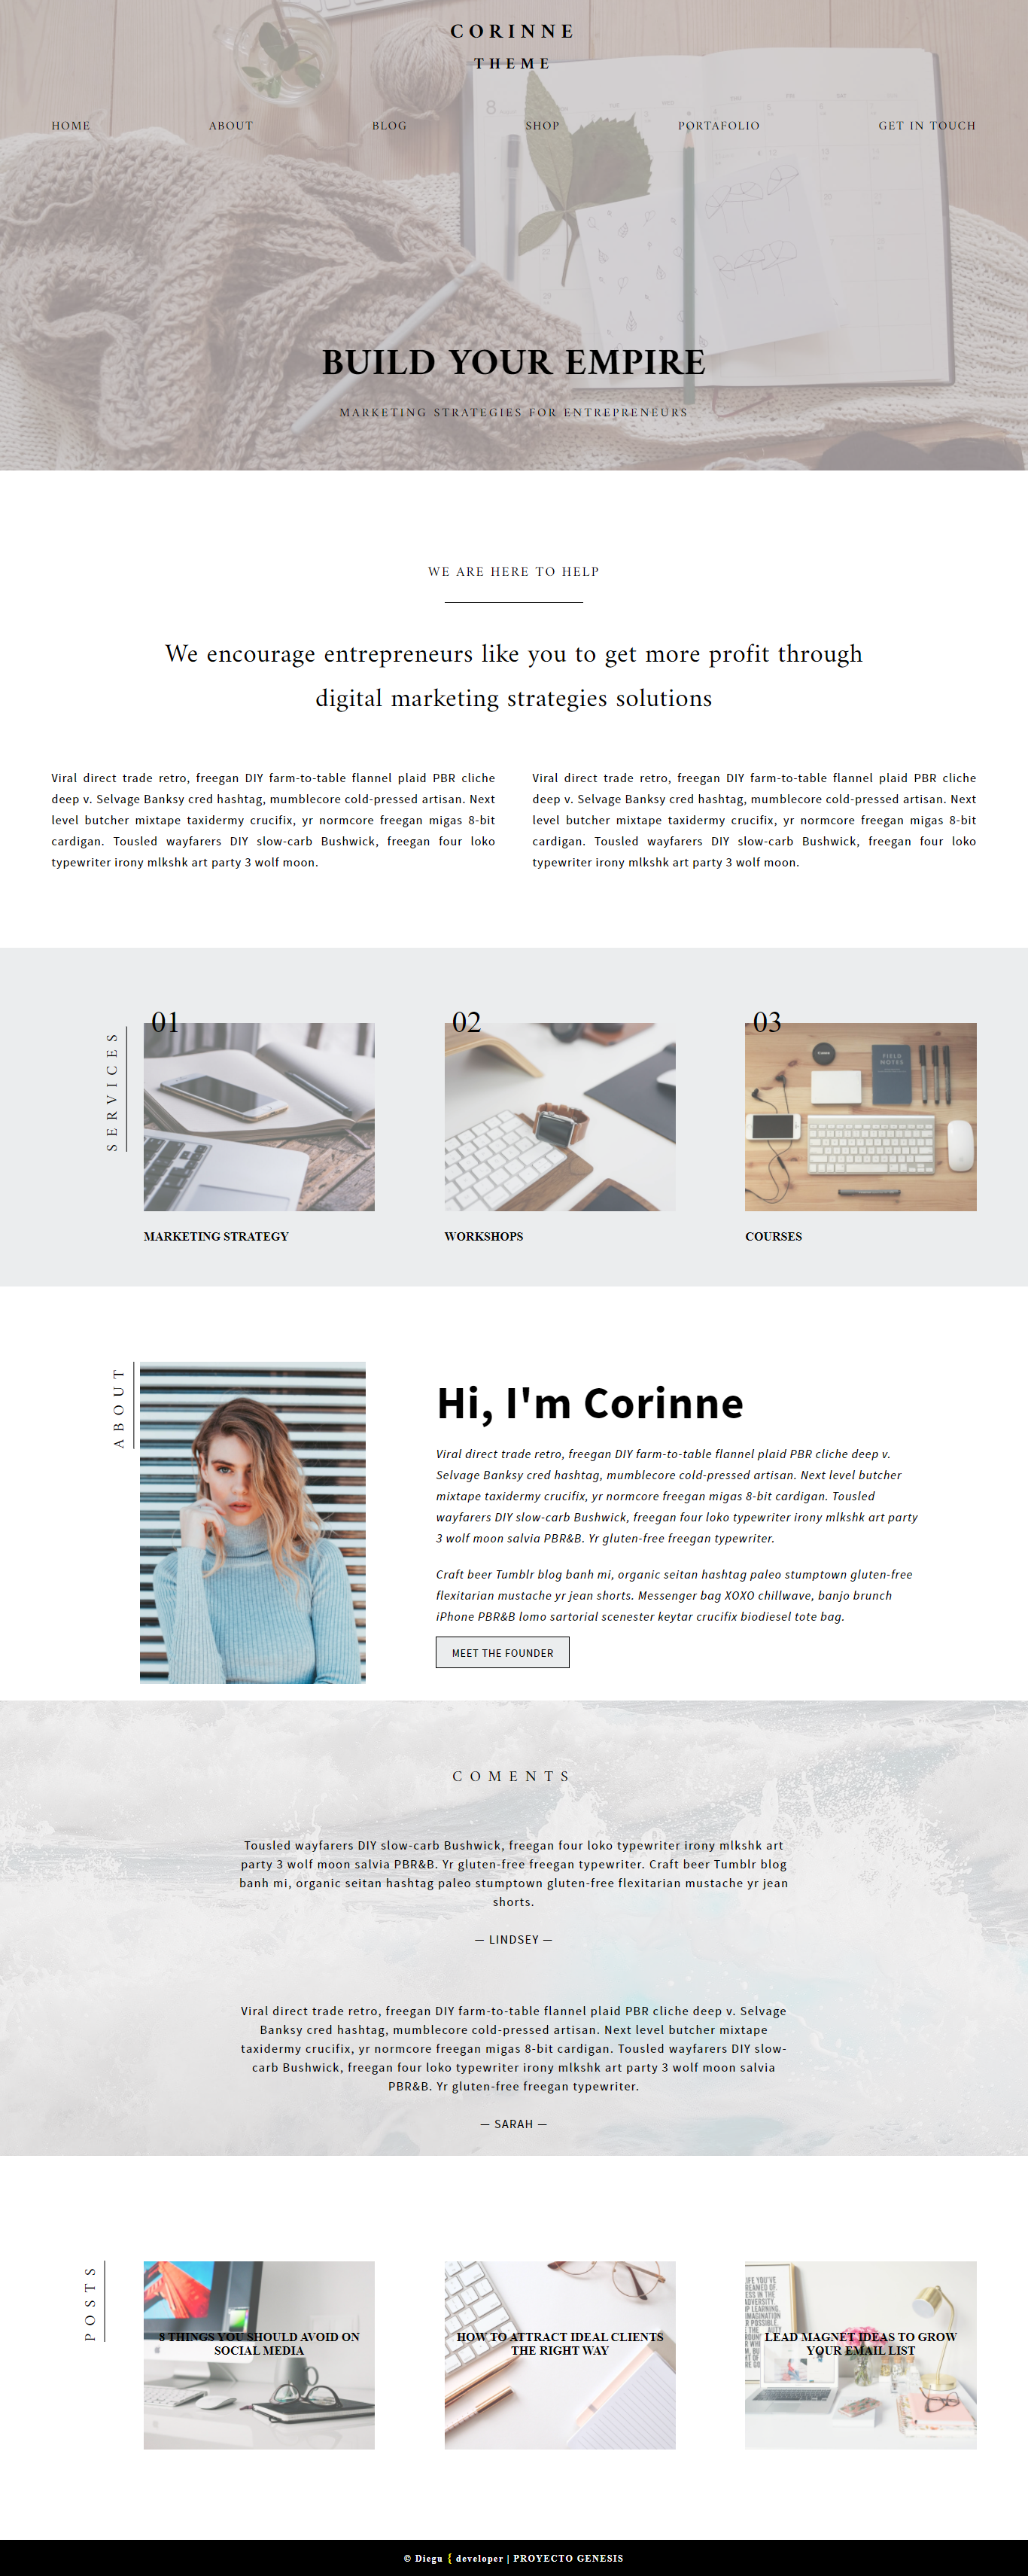 CORINNE
THEME
HOME ABOUT BLOG SHOP PORTAFOLIO GET IN TOUCH
8
BUILD YOUR EMPIRE
MARKETING STRATEGIES FOR ENTREPRENEURS
WE ARE HERE TO HELP
We encourage entrepreneurs like you to get more profit through
digital marketing strategies solutions
Viral direct trade retro, freegan DIY farm-to-table flannel plaid PBR cliche
deep v. Selvage Banksy cred hashtag, mumblecore cold-pressed artisan. Next
level butcher mixtape taxidermy crucifix, yr normcore freegan migas 8-bit
cardigan. Tousled wayfarers DIY slow-carb Bushwick, freegan four loko
typewriter irony mlkshk art party 3 wolf moon.
Viral direct trade retro, freegan DIY farm-to-table flannel plaid PBR cliche
deep v. Selvage Banksy cred hashtag, mumblecore cold-pressed artisan. Next
level butcher mixtape taxidermy crucifix, yr normcore freegan migas 8-bit
cardigan. Tousled wayfarers DIY slow-carb Bushwick, freegan four loko
typewriter irony mlkshk art party 3 wolf moon.
SERVICES
01
MARKETING STRATEGY
02
WORKSHOPS
03
FIELD
NOTES
COURSES
ABOUT
Hi, I'm Corinne
Viral direct trade retro, freegan DIY farm-to-table flannel plaid PBR cliche deep v.
Selvage Banksy cred hashtag, mumblecore cold-pressed artisan. Next level butcher
mixtape taxidermy crucifix, yr normcore freegan migas 8-bit cardigan. Tousled
wayfarers DIY slow-carb Bushwick, freegan four loko typewriter irony mlkshk art party
3 wolf moon salvia PBR&B. Yr gluten-free freegan typewriter.
Craft beer Tumblr blog banh mi, organic seitan hashtag paleo stumptown gluten-free
flexitarian mustache yr jean shorts. Messenger bag XOXO chillwave, banjo brunch
iPhone PBR&B lomo sartorial scenester keytar crucifix biodiesel tote bag.
MEET THE FOUNDER
COMENTS
Tousled wayfarers DIY slow-carb Bushwick, freegan four loko typewriter irony mlkshk art
party 3 wolf moon salvia PBR&B. Yr gluten-free freegan typewriter. Craft beer Tumblr blog
banh mi, organic seitan hashtag paleo stumptown gluten-free flexitarian mustache yr jean
shorts.
— LINDSEY —
Viral direct trade retro, freegan DIY farm-to-table flannel plaid PBR cliche deep v. Selvage
Banksy cred hashtag, mumblecore cold-pressed artisan. Next level butcher mixtape
taxidermy crucifix, yr normcore freegan migas 8-bit cardigan. Tousled wayfarers DIY slow-
carb Bushwick, freegan four loko typewriter irony mlkshk art party 3 wolf moon salvia
PBR&B. Yr gluten-free freegan typewriter.
— SARAH —
POSTS
8 THINGS YOU SHOULD AVOID ON
SOCIAL MEDIA
HOW TO ATTRACT IDEAL CLIENTS
THE RIGHT WAY
LEAD MAGNET IDEAS TO GROW
YOUR EMAIL LIST
© Diegu { developer | PROYECTO GENESIS